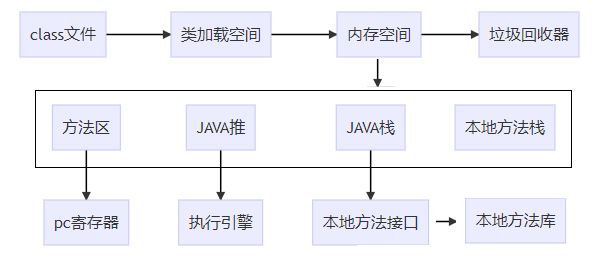 class文件
类加载空间
内存空间
垃圾回收器
方法区
JAVA推
JAVA栈
本地方法栈
pc寄存器
执行引擎
本地方法接口
本地方法库